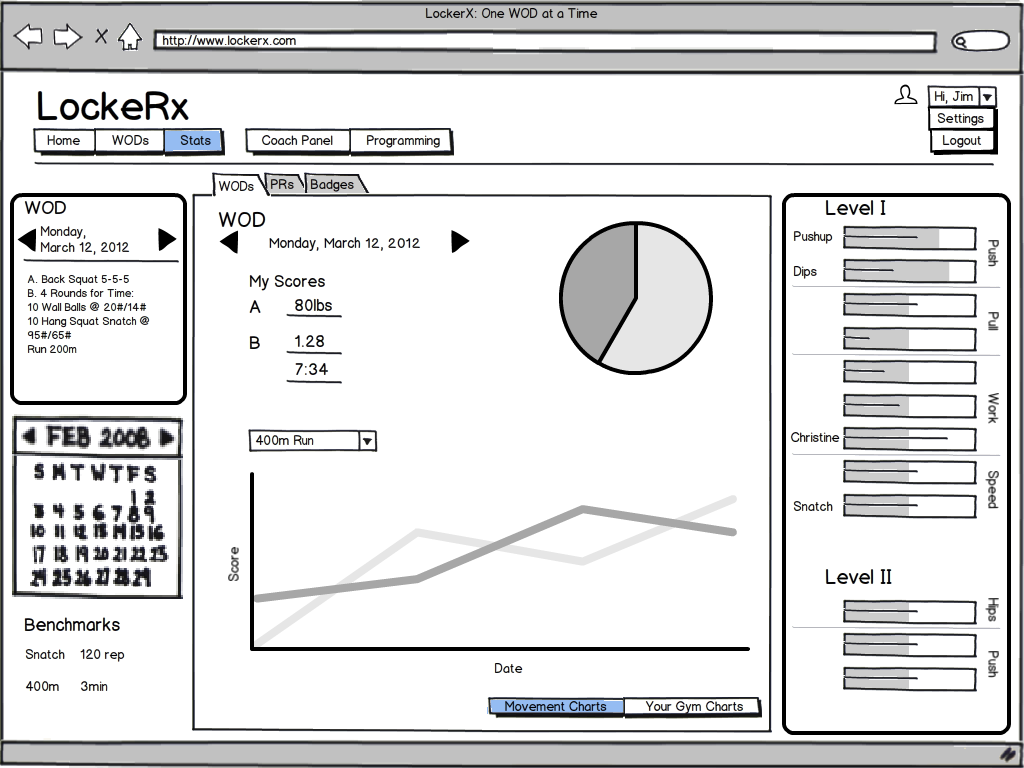 LockerX: One WOD at a Time
http://www.lockerx.com
LockeRx
Hi, Jim
Settings
Logout
Home WODs Stats Coach Panel Programming
WOD
Monday,
March 12, 2012
A. Back Squat 5-5-5
B. 4 Rounds for Time:
10 Wall Balls @ 20#/14#
10 Hang Squat Snatch @
95#/65#
Run 200m
FEB 2008
S M T W T F S
1 2
3 4 5 6 7 8 9
10 11 12 13 14 15 16
17 18 19 20 21 22 23
24 25 26 27 28 29
Benchmarks
Snatch 120 rep
400m 3min
WODs PRs Badges
WOD
Monday, March 12, 2012
My Scores
A 80lbs
B 1.28
7:34
400m Run
Score
Date
Movement Charts Your Gym Charts
Level I
Pushup
Dips
Push
Pull
Work
Christine
Speed
Snatch
Level II
Hips
Push